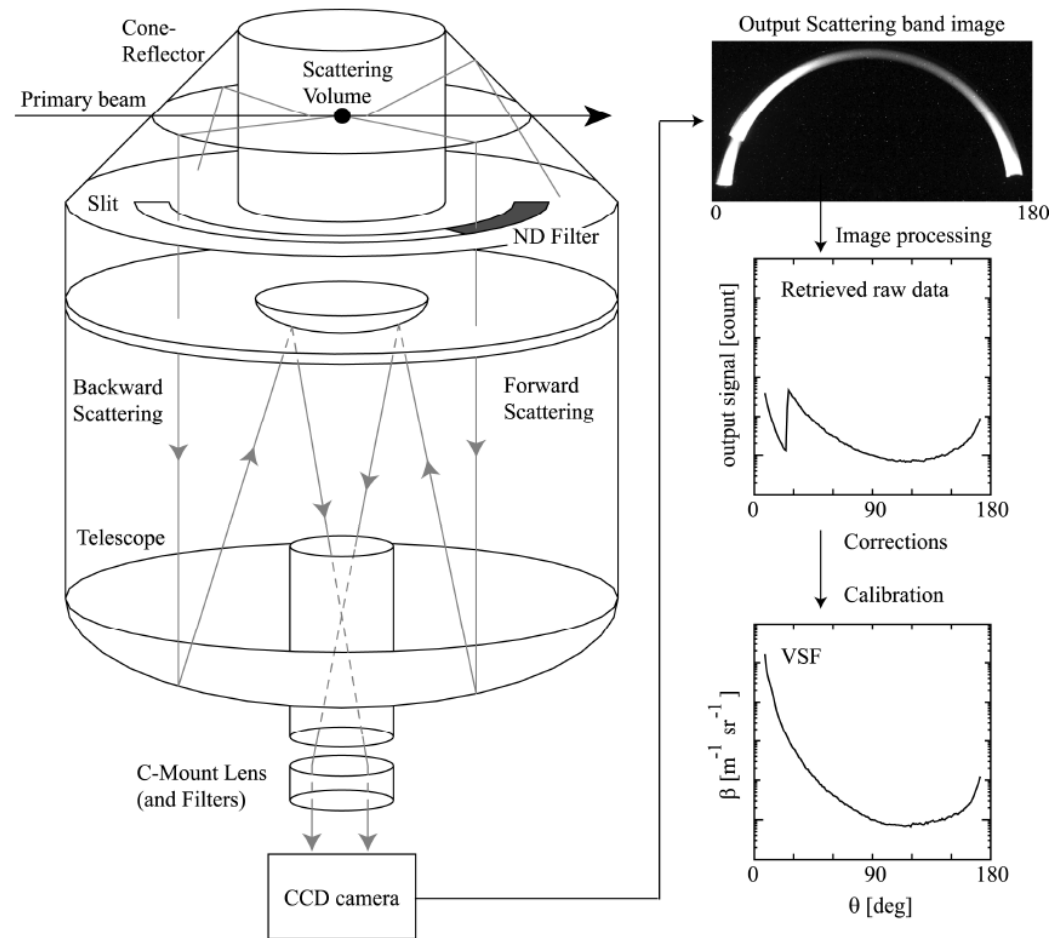 Cone-
Reflector
Scattering
Volume
Primary beam
Slit
ND Filter
Backward
Scattering
Forward
Scattering
Telescope
C-Mount Lens
(and Filters)
CCD camera
Output Scattering band image
0 180
Image processing
Retrieved raw data
output signal [count]
0 90 180
Corrections
Calibration
VSF
β [m⁻¹ sr⁻¹]
0 90 180
θ [deg]